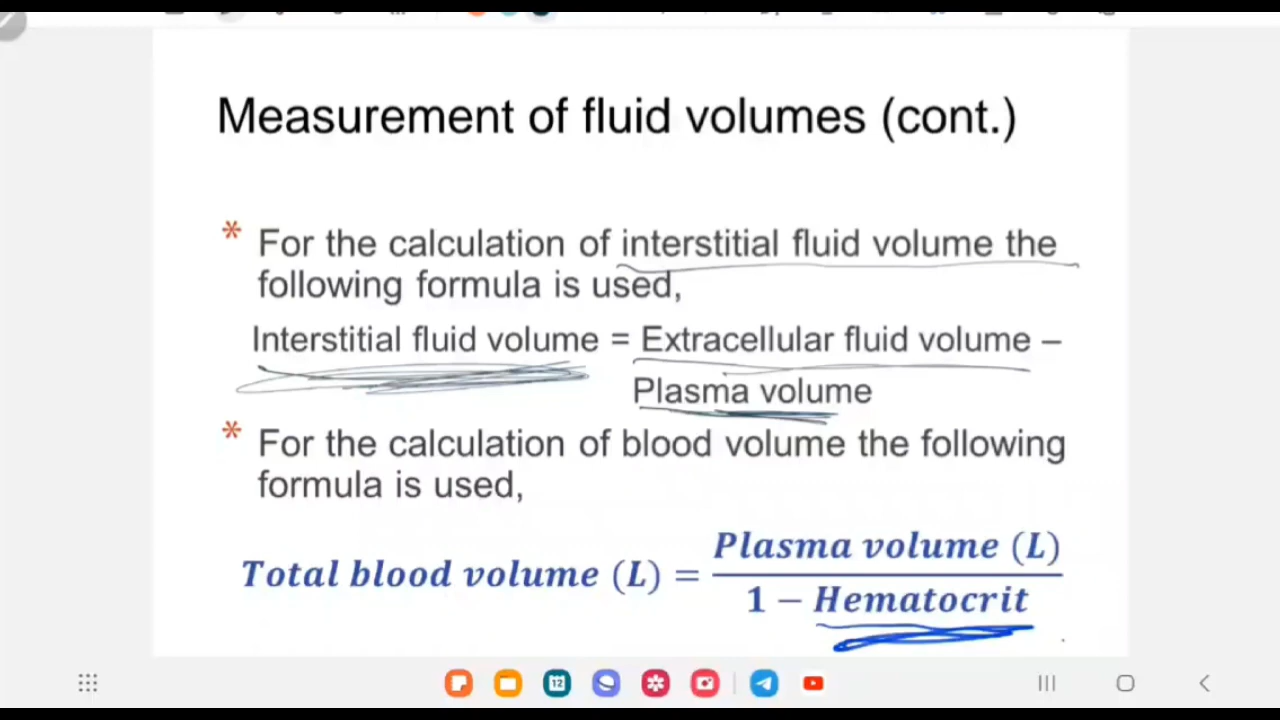 Measurement of fluid volumes (cont.)
* For the calculation of interstitial fluid volume the
following formula is used,
Interstitial fluid volume = Extracellular fluid volume –
Plasma volume
* For the calculation of blood volume the following
formula is used,
Total blood volume (L) = Plasma volume (L)
1 − Hematocrit
12